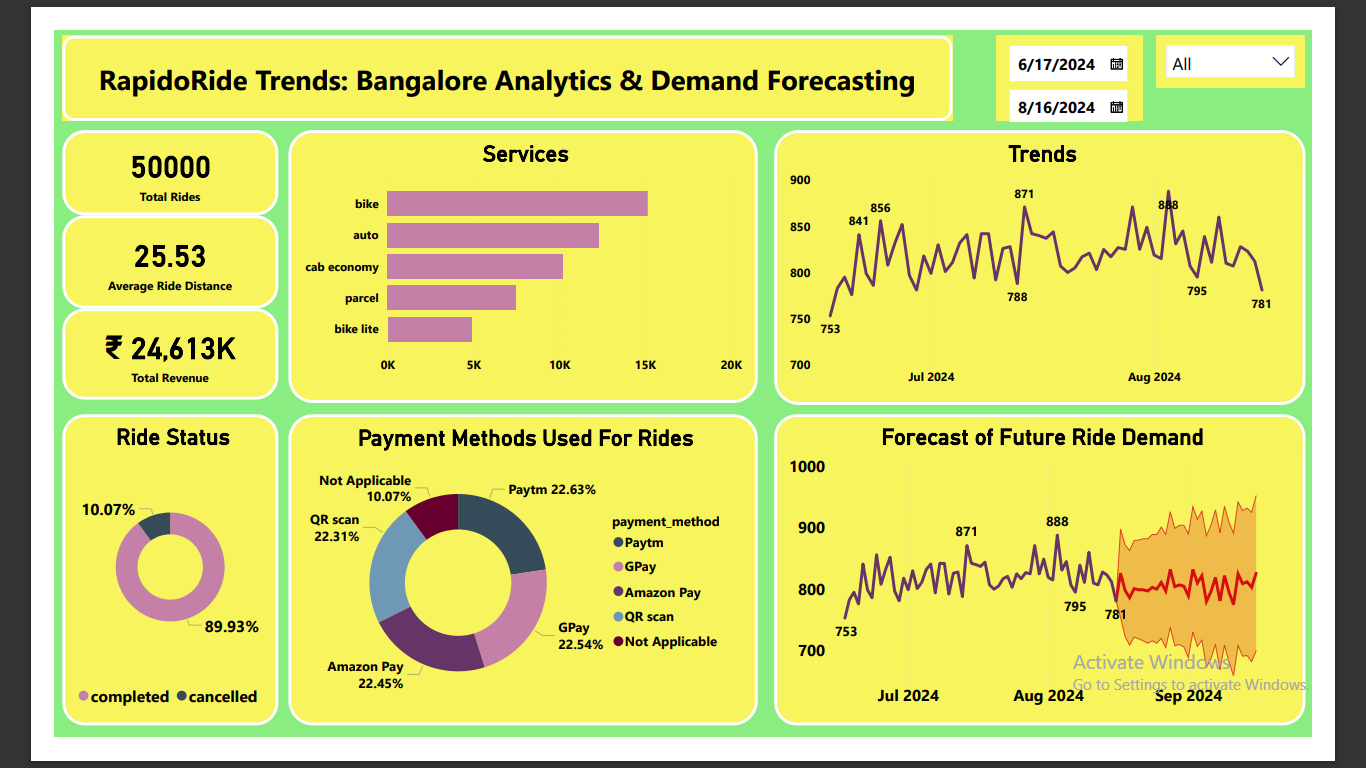 RapidoRide Trends: Bangalore Analytics & Demand Forecasting
6/17/2024
8/16/2024
All
50000
Total Rides
25.53
Average Ride Distance
₹ 24,613K
Total Revenue
Services
bike
auto
cab economy
parcel
bike lite
0K 5K 10K 15K 20K
Trends
900
850
800
750
700
753
841
856
788
871
888
795
781
Jul 2024 Aug 2024
Ride Status
10.07%
89.93%
completed cancelled
Payment Methods Used For Rides
Not Applicable
10.07%
Paytm 22.63%
QR scan
22.31%
GPay
22.54%
Amazon Pay
22.45%
payment_method
Paytm
GPay
Amazon Pay
QR scan
Not Applicable
Forecast of Future Ride Demand
1000
900
800
700
753
871
888
795
781
Jul 2024 Aug 2024 Sep 2024
Activate Windows
Go to Settings to activate Windows.